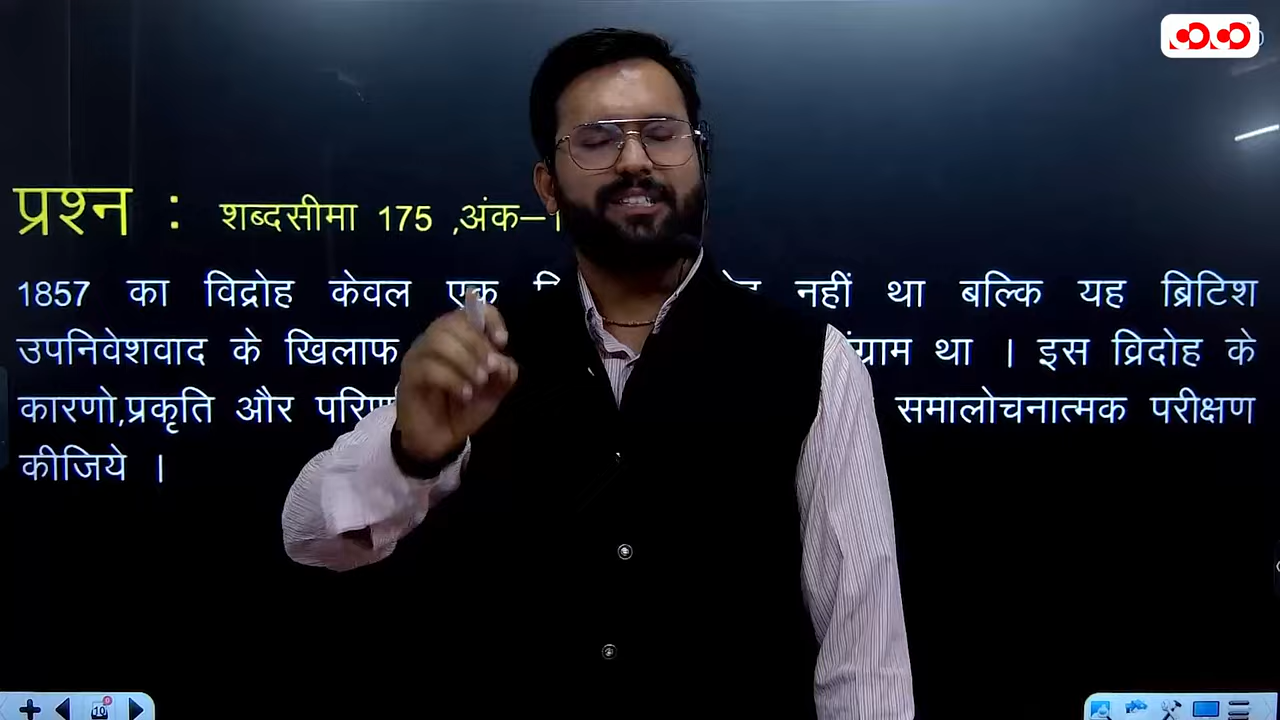 प्रश्न : शब्दसीमा 175 ,अंक–
1857 का विद्रोह केवल एक नहीं था बल्कि यह ब्रिटिश
उपनिवेशवाद के खिलाफ था । इस व्रिदोह के
कारणो,प्रकृति और समालोचनात्मक परीक्षण
कीजिये ।
10